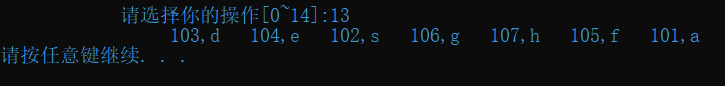 请选择你的操作[0~14]:13
103,d 104,e 102,s 106,g 107,h 105,f 101,a
请按任意键继续. . .